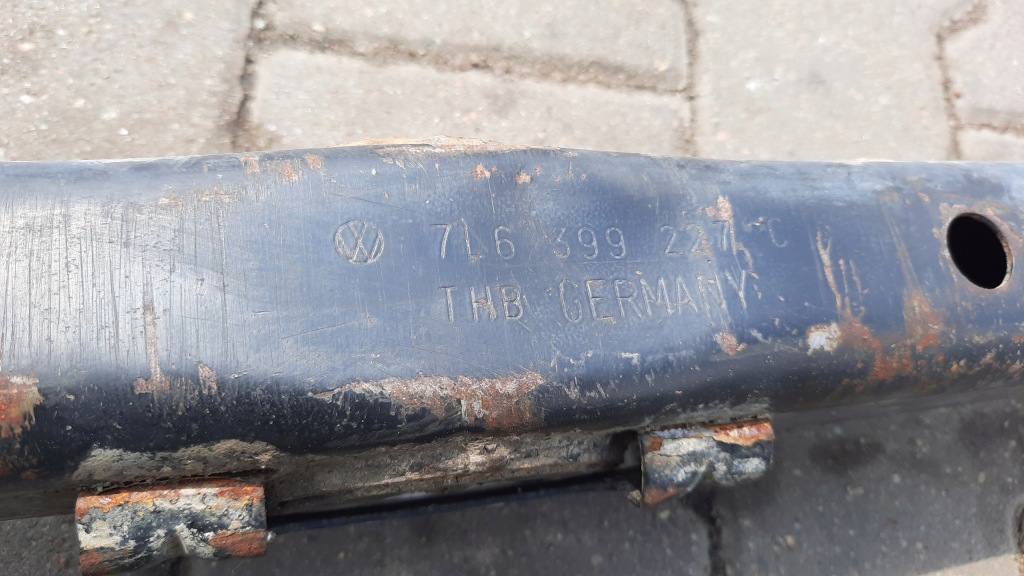 7L6 399 227 C
THB GERMANY